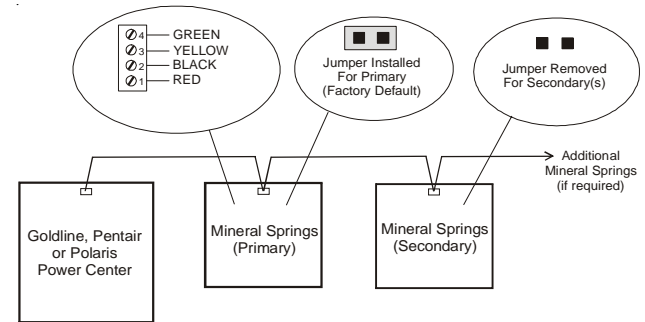 4 GREEN
3 YELLOW
2 BLACK
1 RED
Jumper Installed
For Primary
(Factory Default)
Jumper Removed
For Secondary(s)
Additional
Mineral Springs
(if required)
Goldline, Pentair
or Polaris
Power Center
Mineral Springs
(Primary)
Mineral Springs
(Secondary)